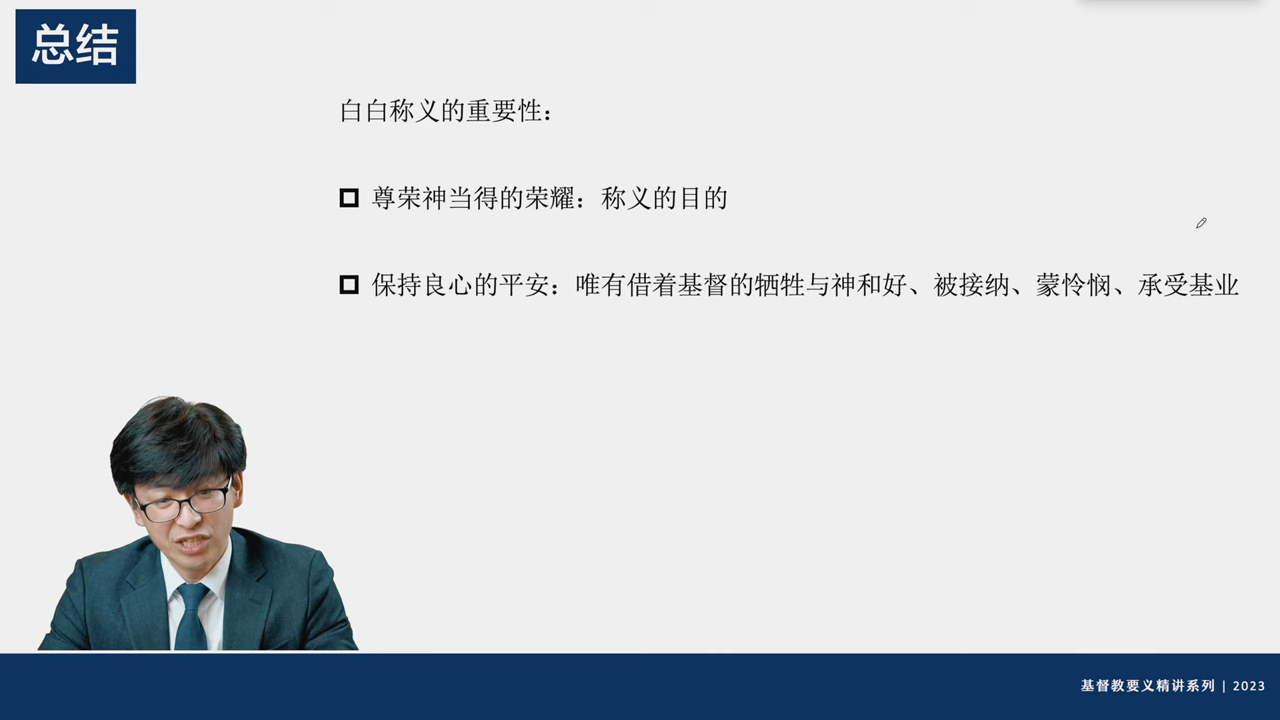 总结
白白称义的重要性：
尊荣神当得的荣耀：称义的目的
保持良心的平安：唯有借着基督的牺牲与神和好、被接纳、蒙怜悯、承受基业
基督教要义精讲系列 | 2023